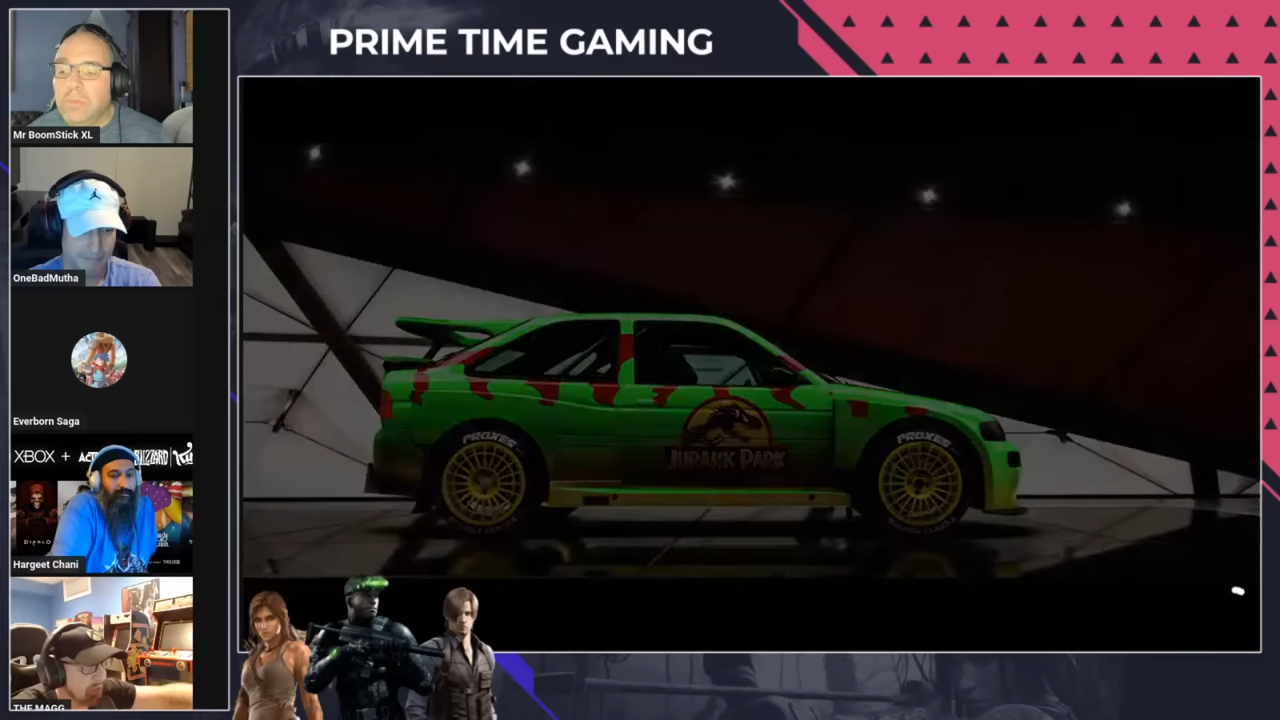 PRIME TIME GAMING
Mr BoomStick XL
OneBadMutha
Everborn Saga
XBOX +
BLIZZARD
DIABLO
Hargeet Chani
THE MAGG
PROXES
PROXES
JURASSIC PARK